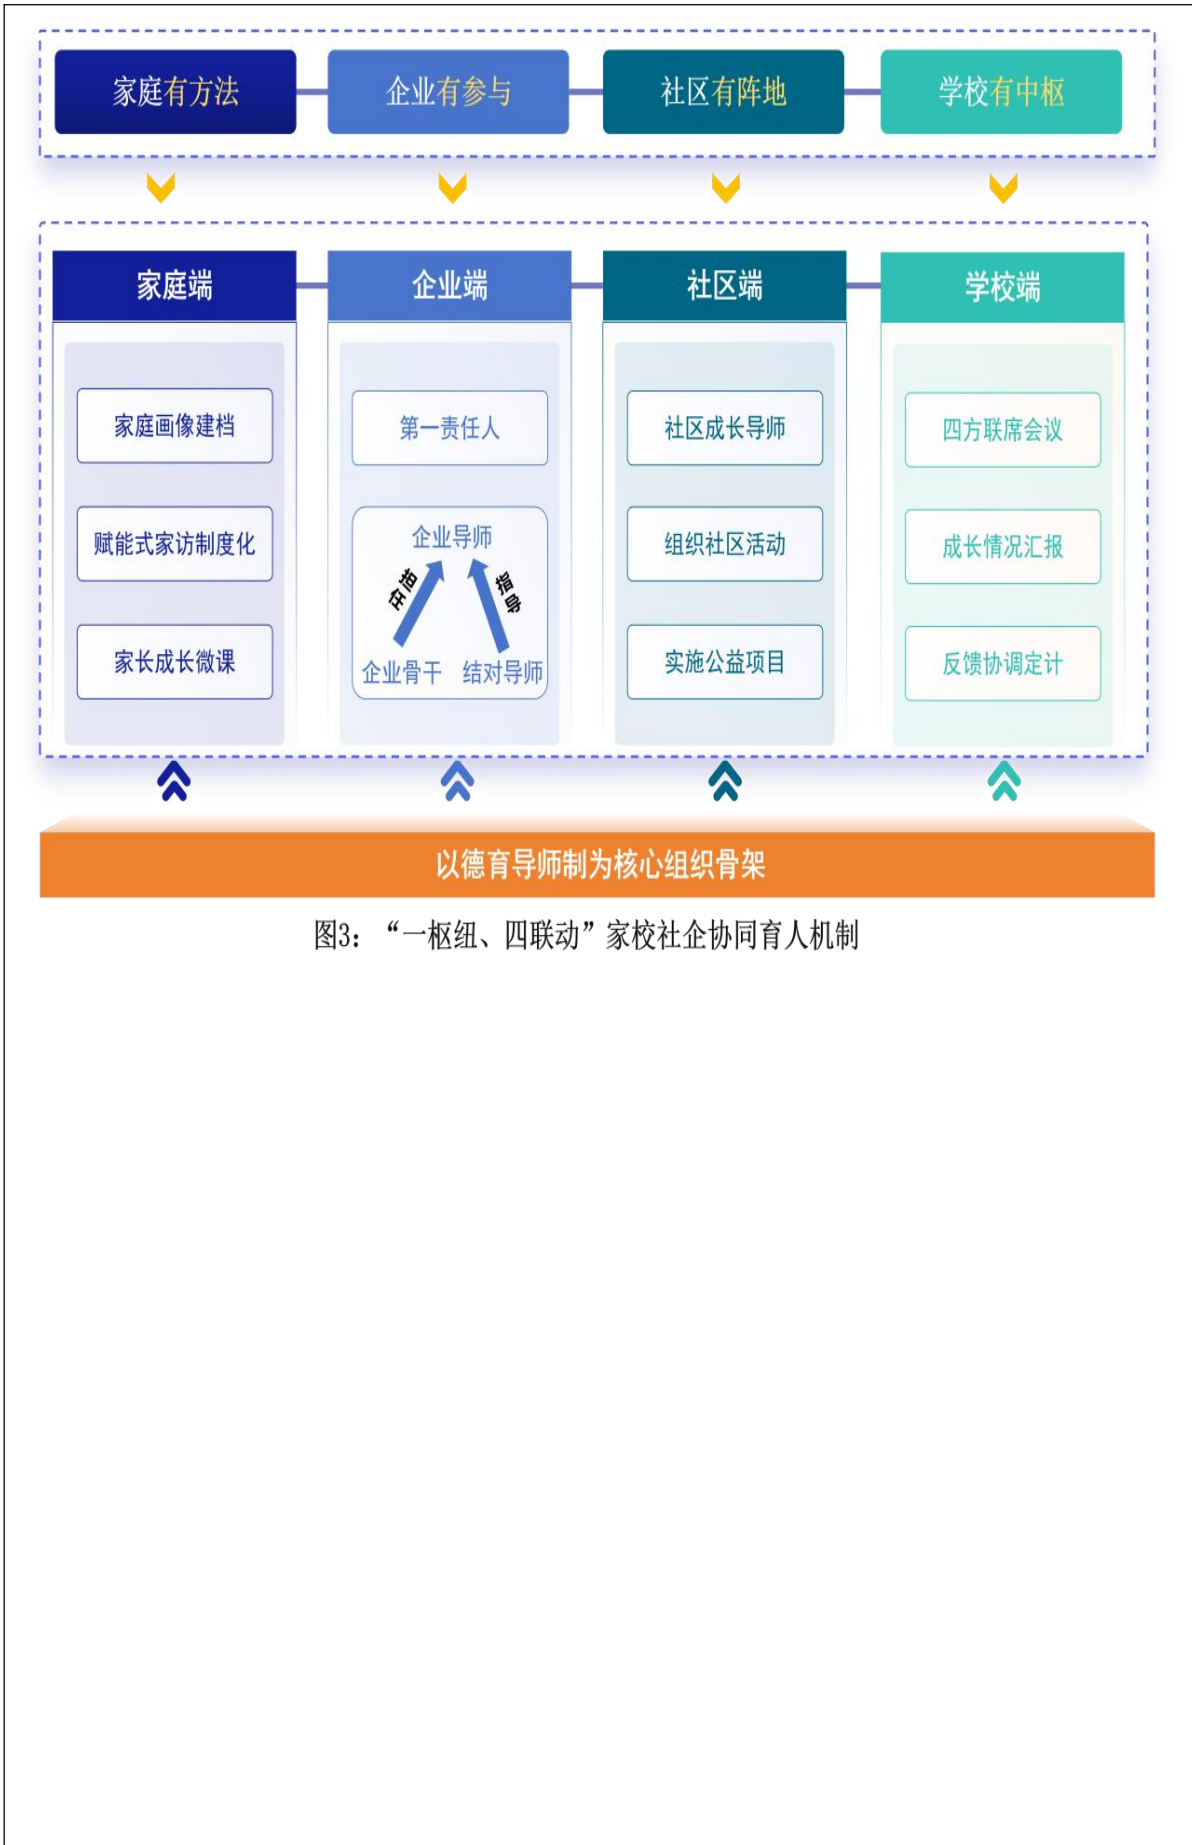 家庭有方法
企业有参与
社区有阵地
学校有中枢
家庭端
企业端
社区端
学校端
家庭画像建档
赋能式家访制度化
家长成长微课
第一责任人
企业导师
指导
企业骨干
结对导师
社区成长导师
组织社区活动
实施公益项目
四方联席会议
成长情况汇报
反馈协调定计
以德育导师制为核心组织骨架
图3：“一枢纽、四联动”家校社企协同育人机制